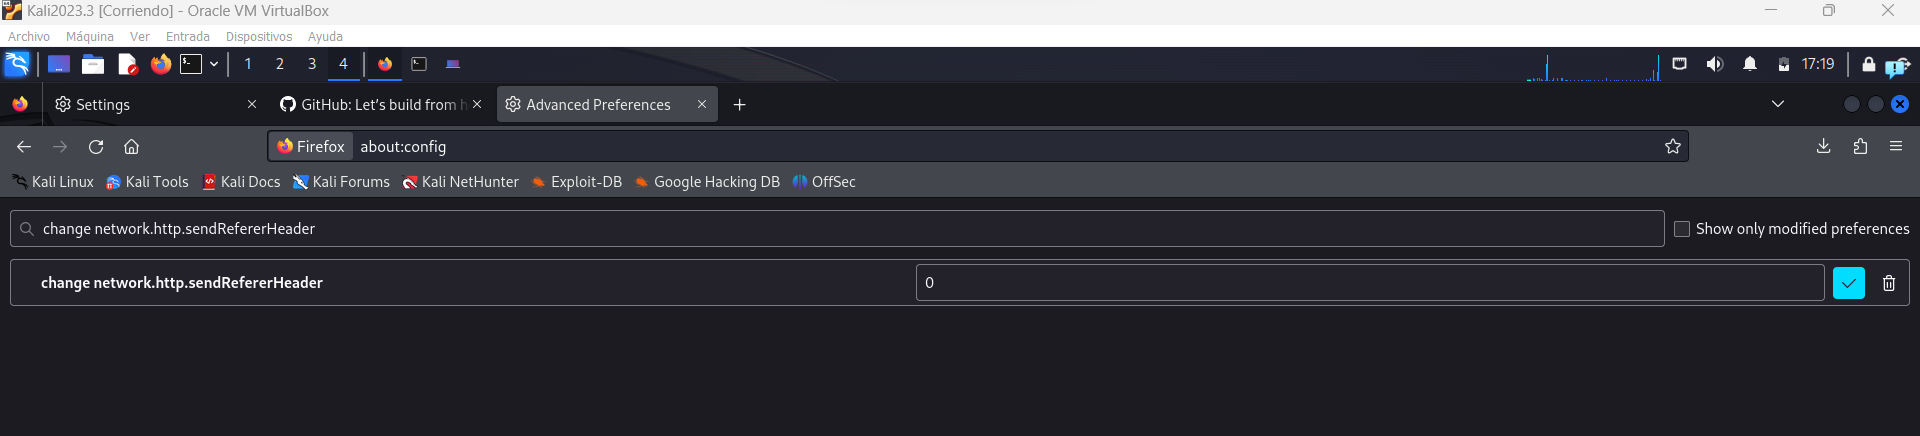 Kali2023.3 [Corriendo] - Oracle VM VirtualBox
Archivo Máquina Ver Entrada Dispositivos Ayuda
1 2 3 4 17:19
Settings GitHub: Let's build from h Advanced Preferences
Firefox about:config
Kali Linux Kali Tools Kali Docs Kali Forums Kali NetHunter Exploit-DB Google Hacking DB OffSec
change network.http.sendRefererHeader Show only modified preferences
change network.http.sendRefererHeader 0